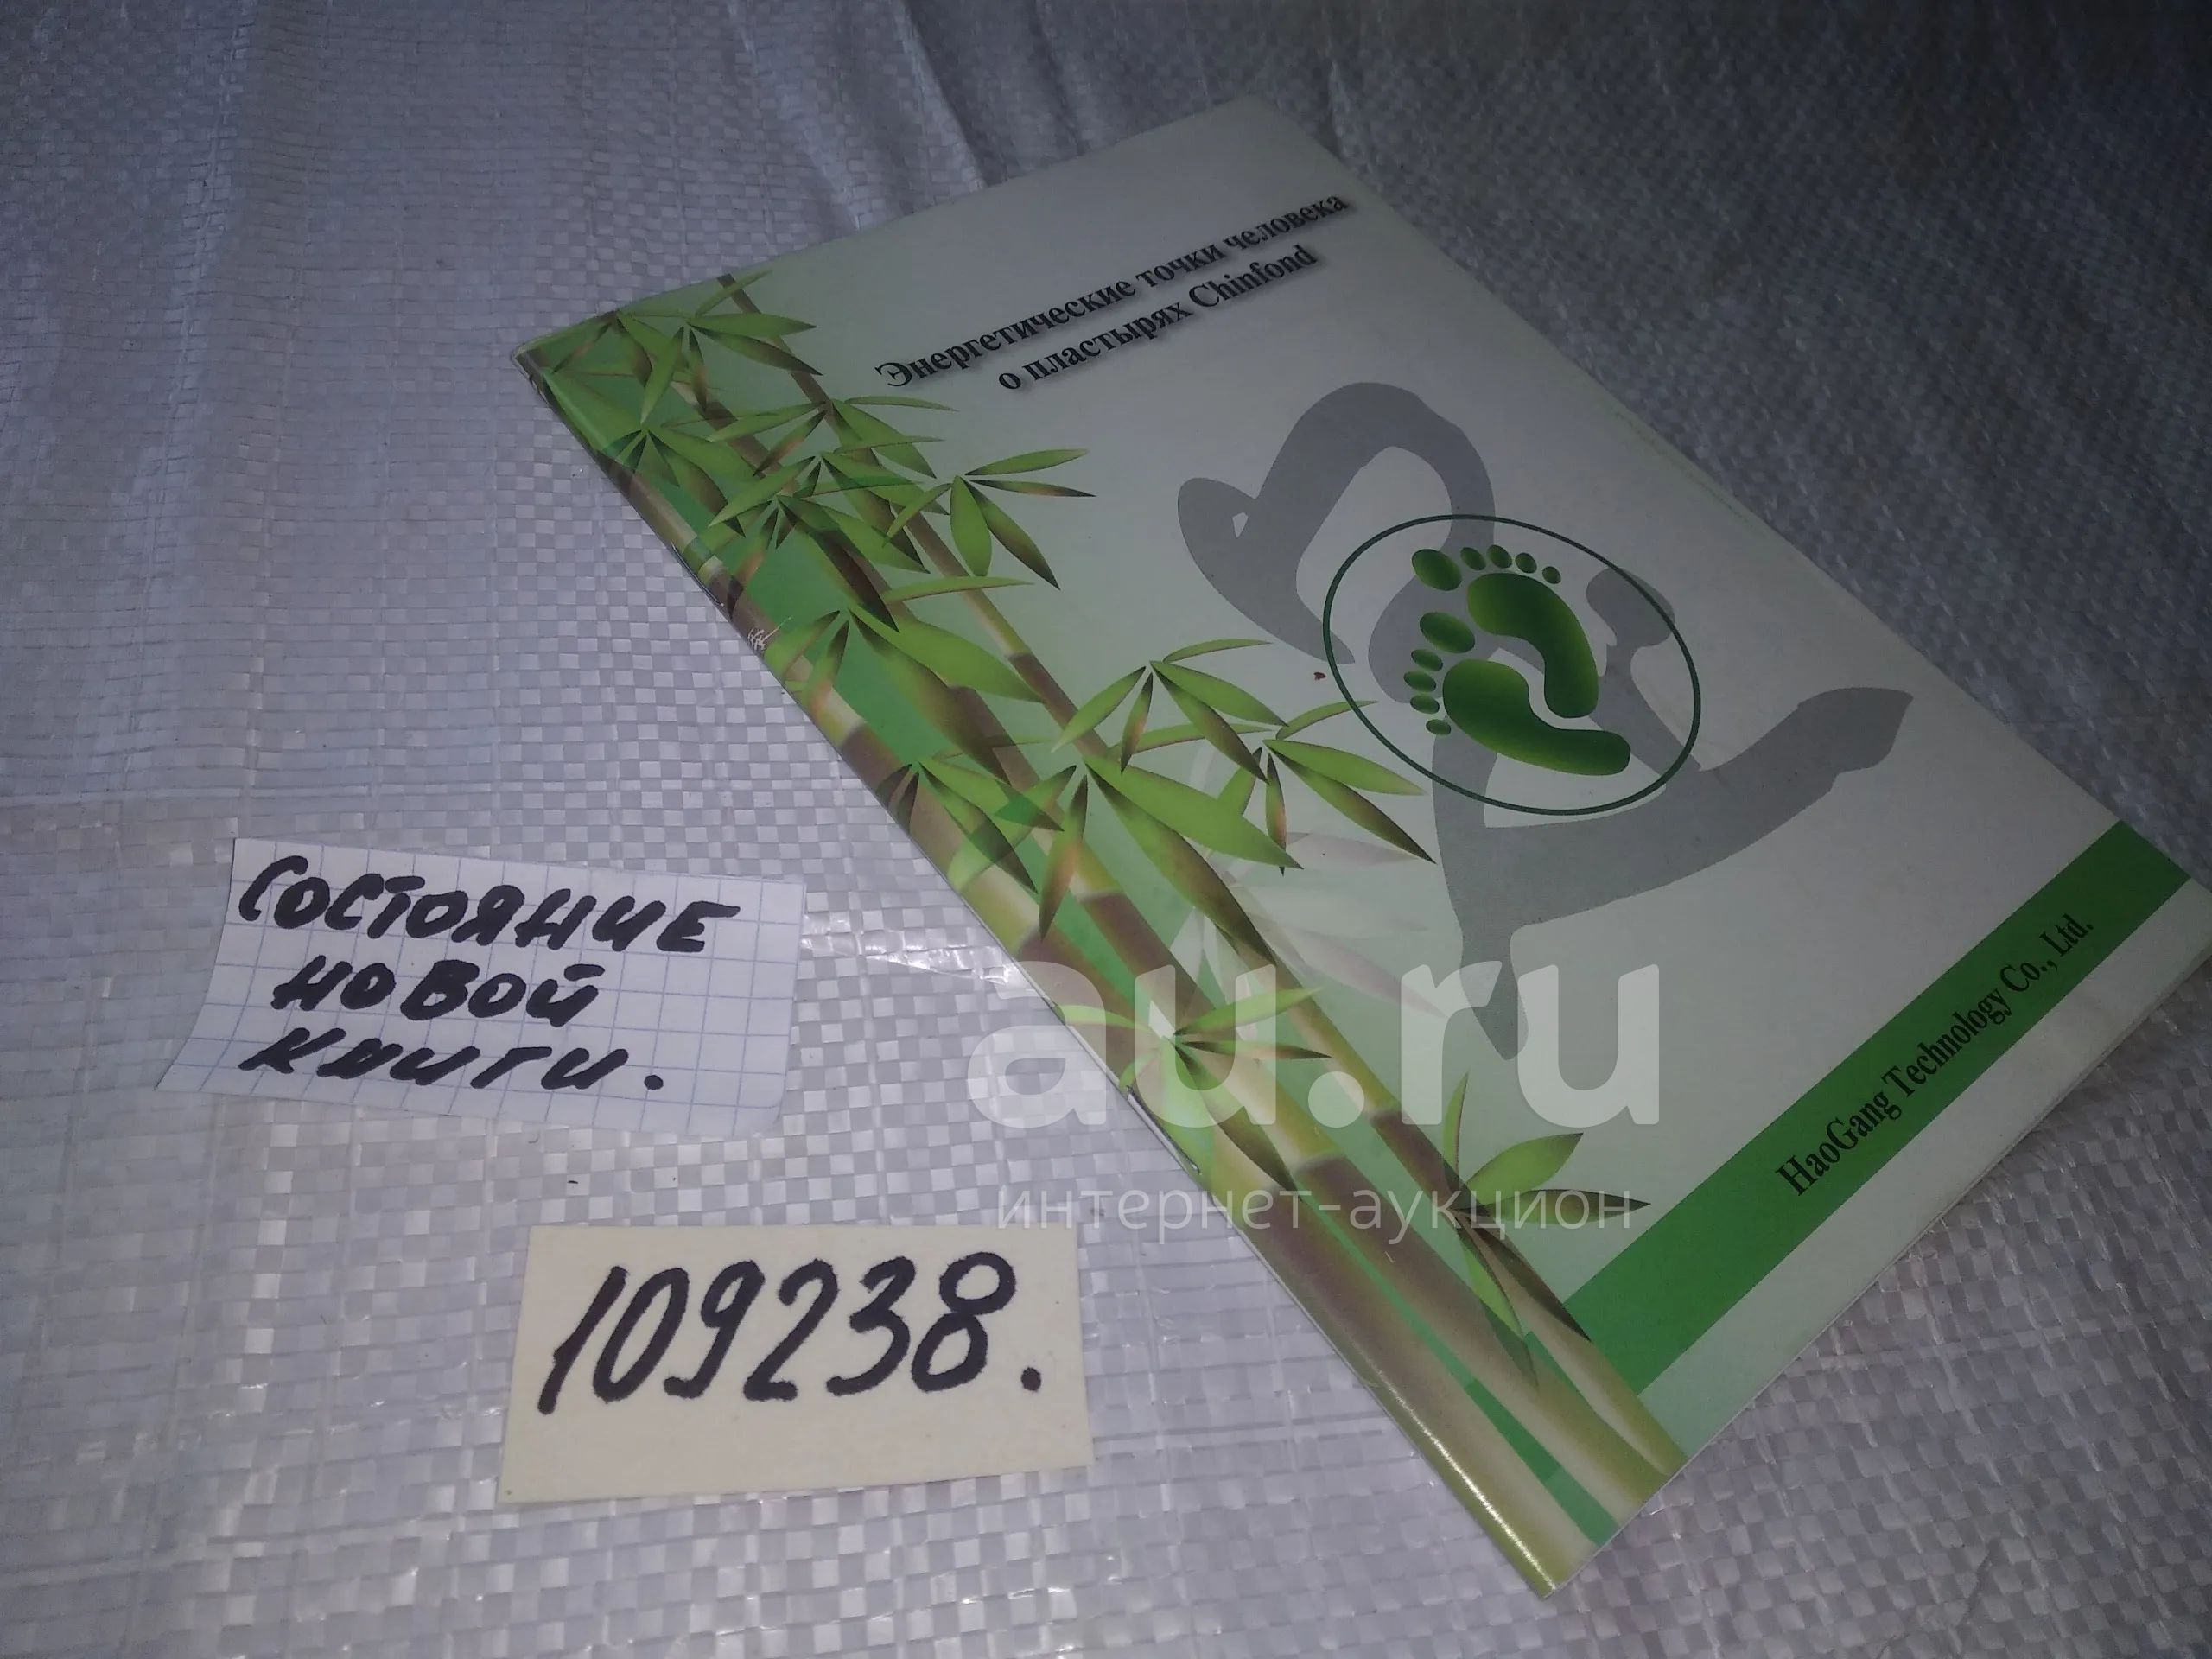 Энергетические точки человека
о пластырях Chinfond
HaoGang Technology Co., Ltd.
СОСТОЯНИЕ
НОВОЙ
КНИГИ.
109238.
au.ru
интернет-аукцион